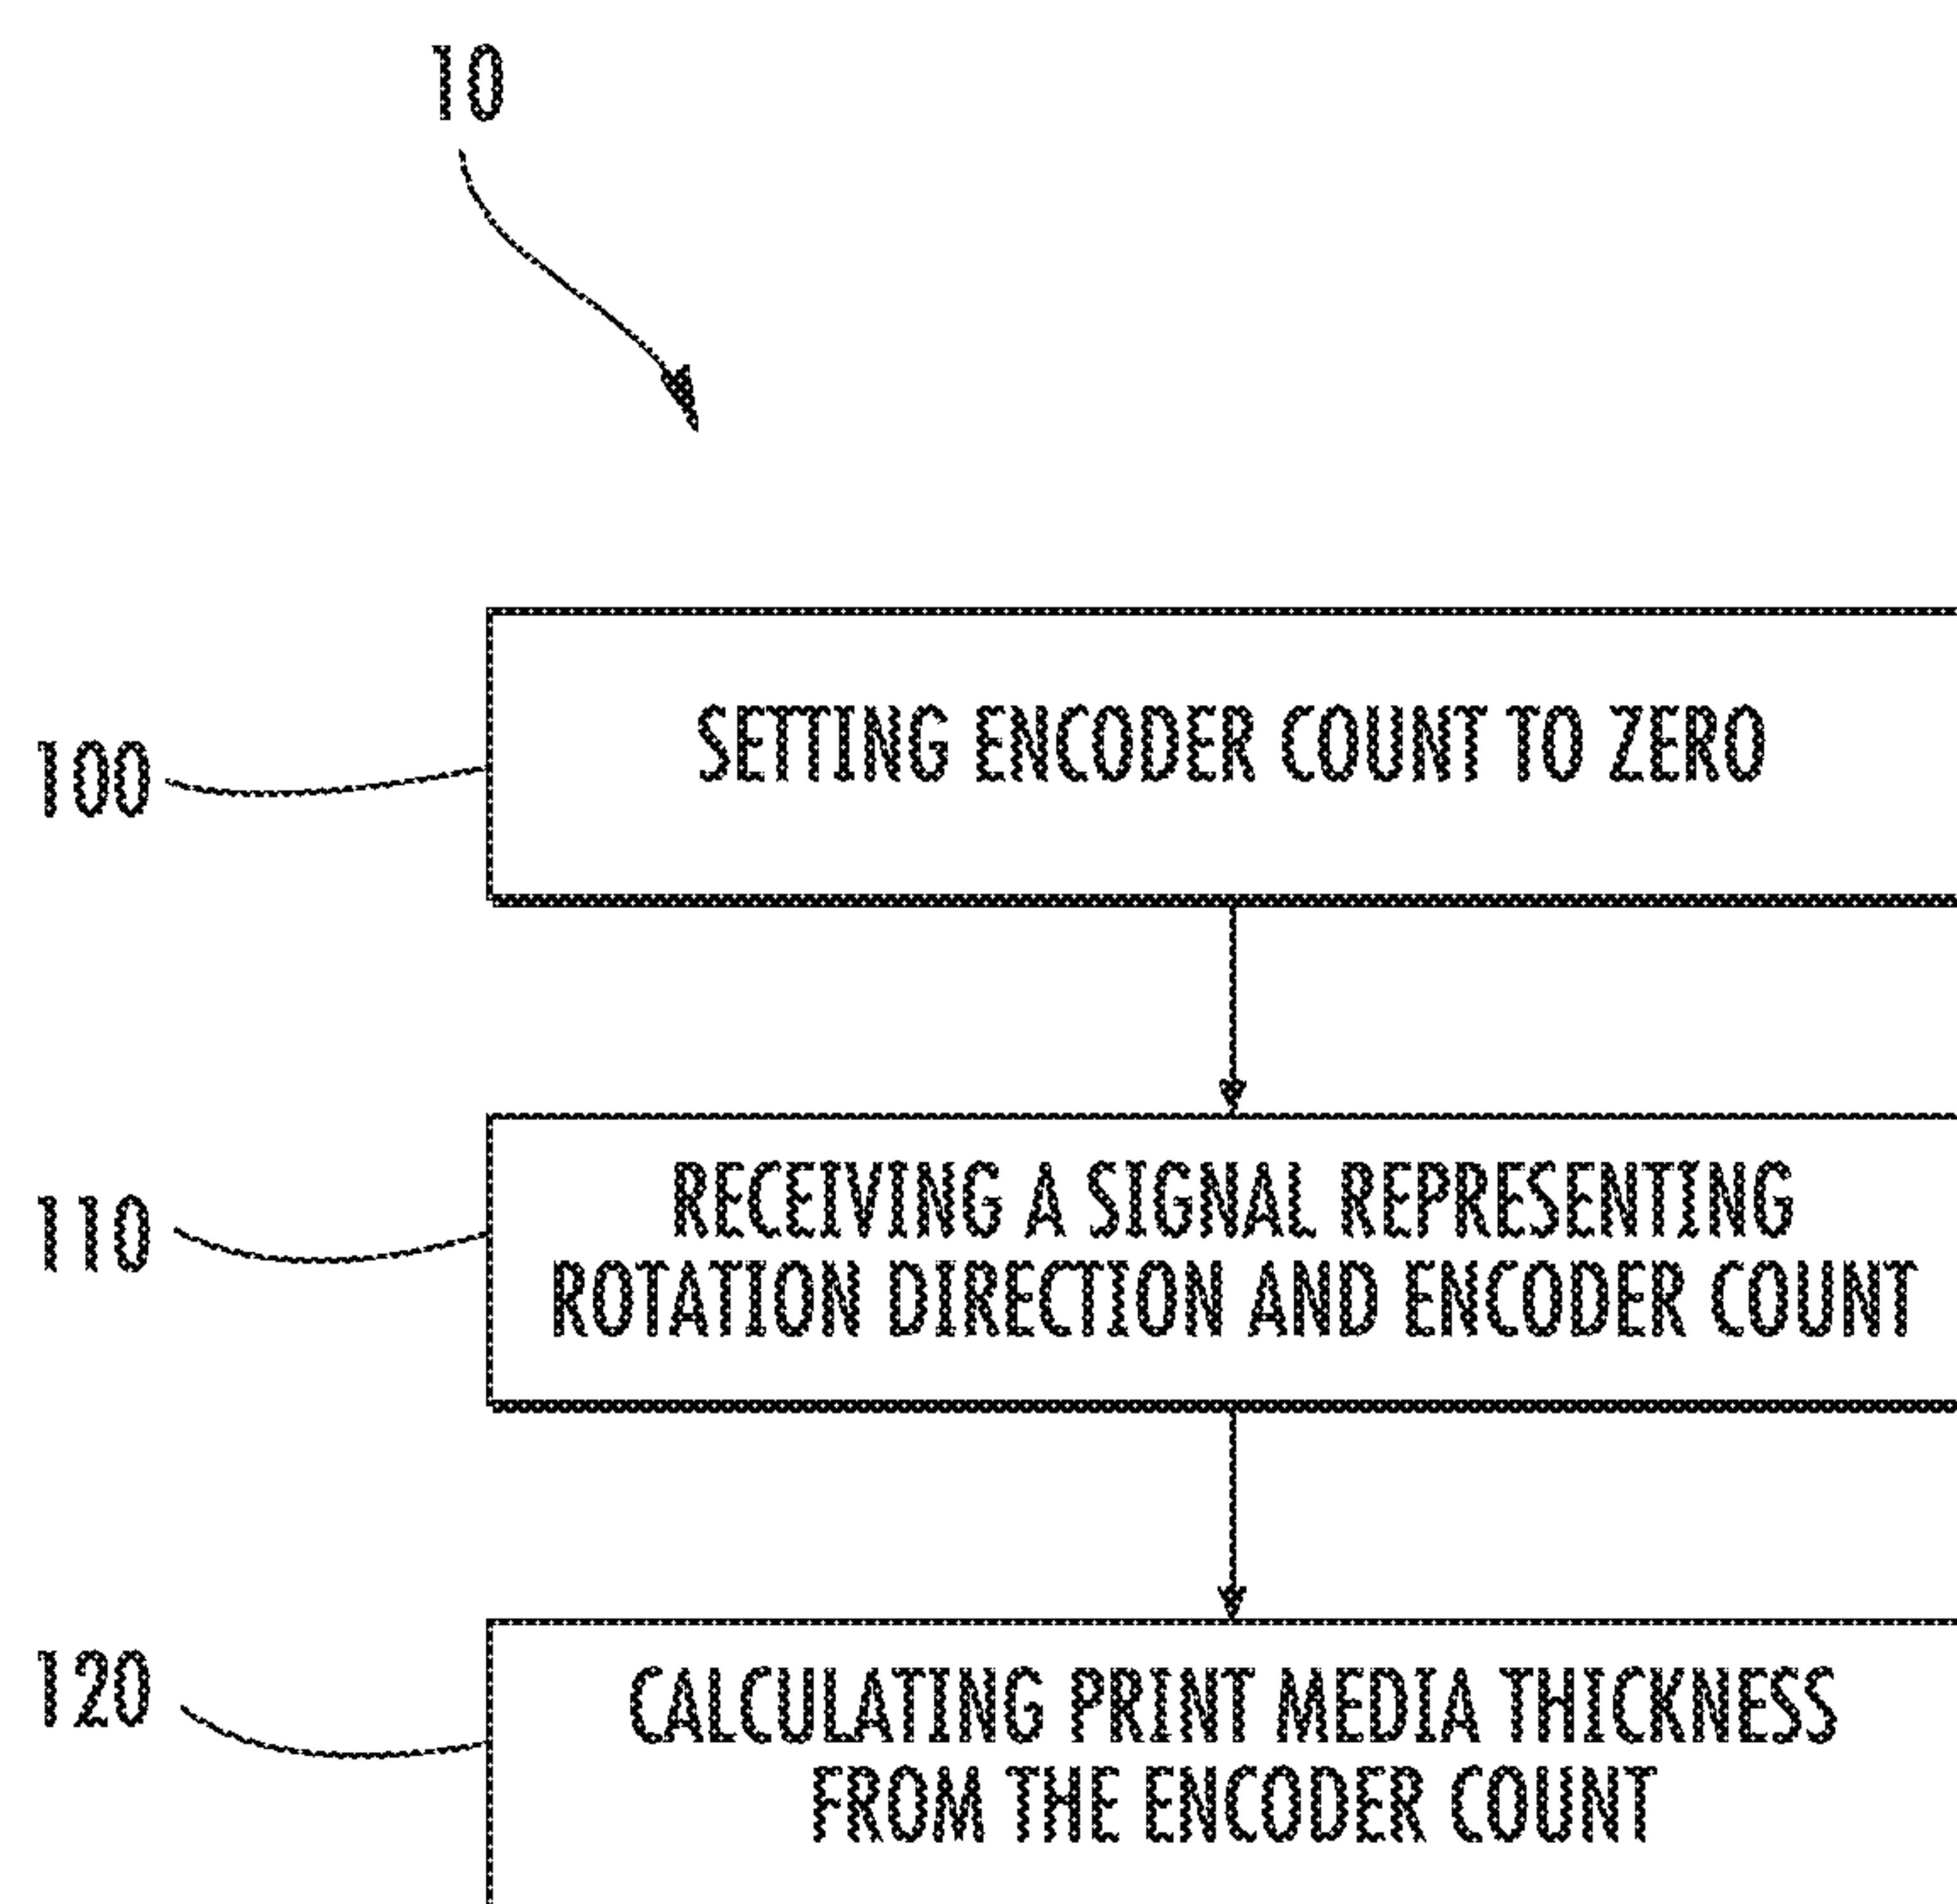 10
100
SETTING ENCODER COUNT TO ZERO
110
RECEIVING A SIGNAL REPRESENTING
ROTATION DIRECTION AND ENCODER COUNT
120
CALCULATING PRINT MEDIA THICKNESS
FROM THE ENCODER COUNT